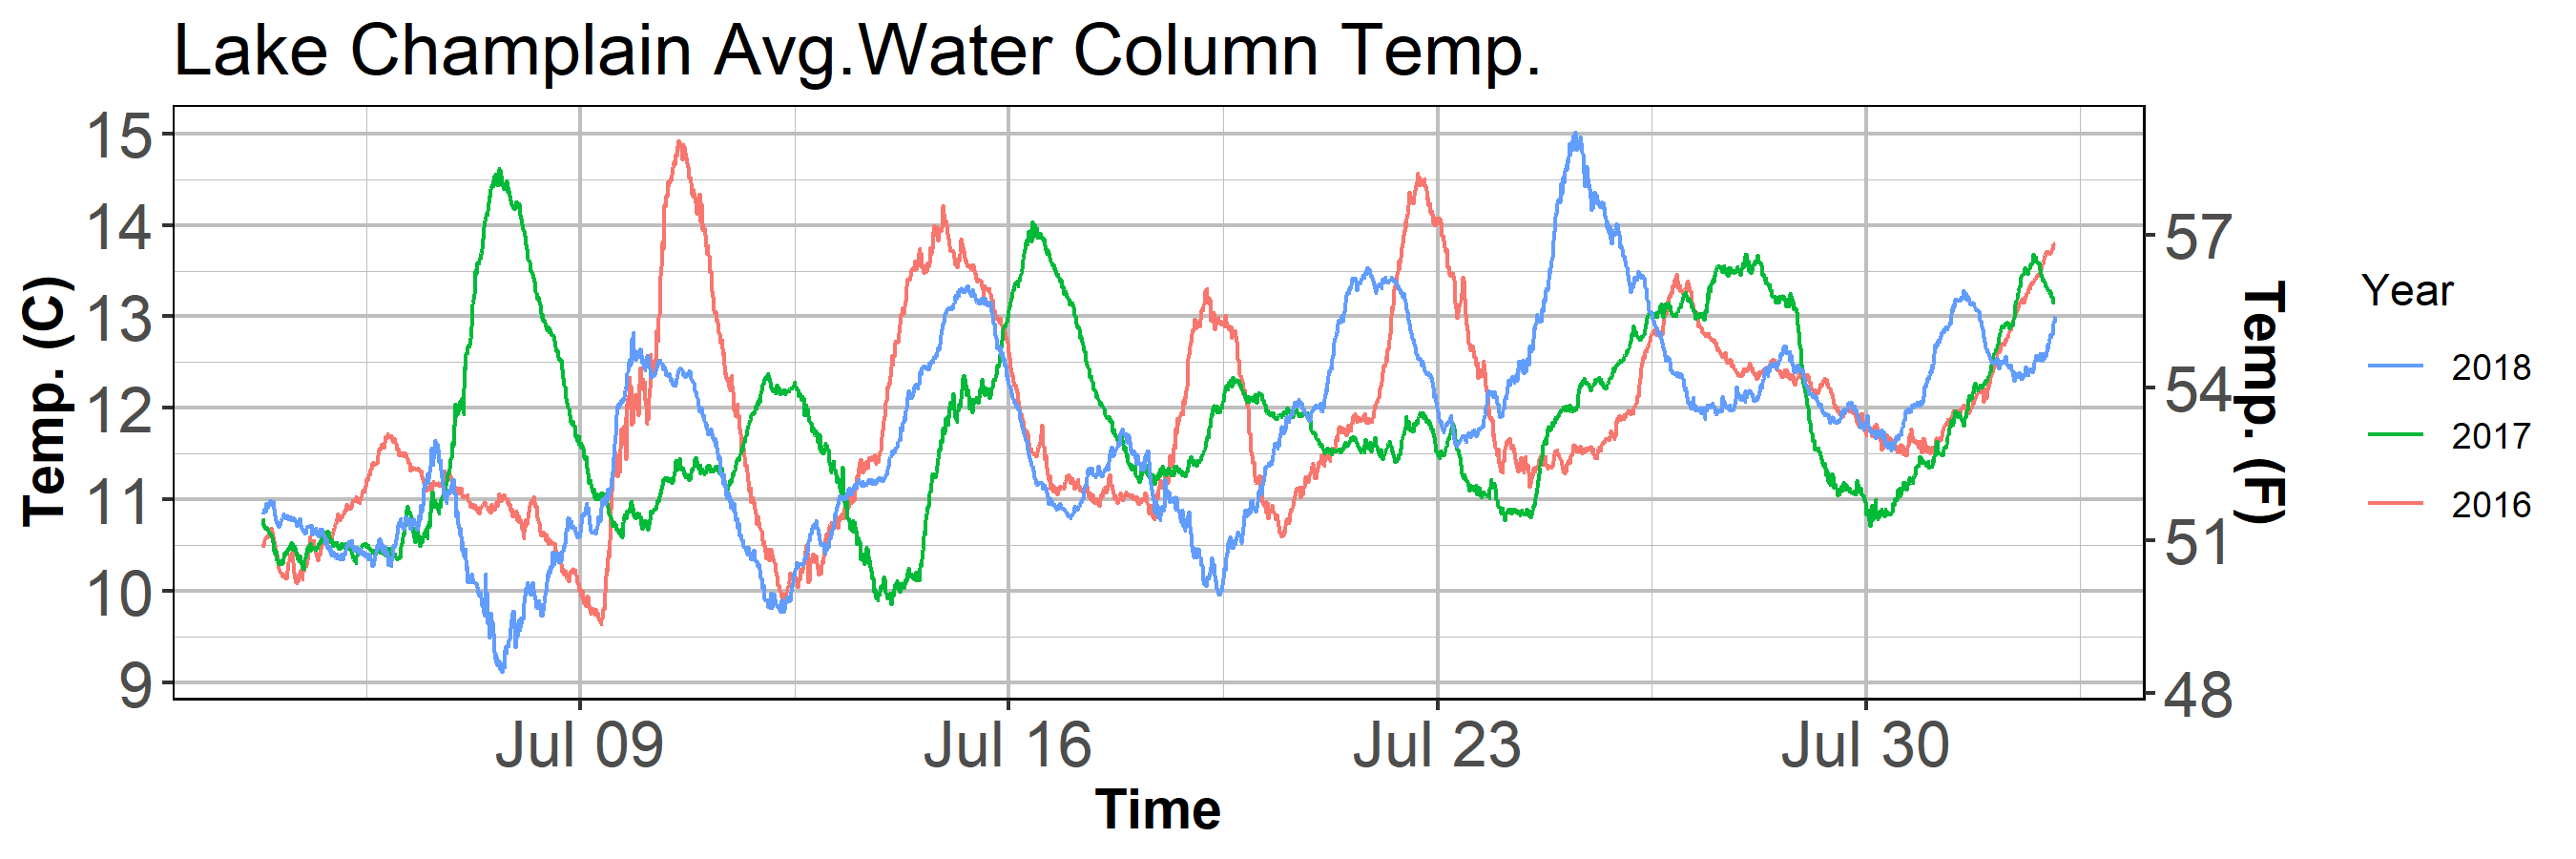 Lake Champlain Avg.Water Column Temp.
15
14
13
12
11
10
9
Temp. (C)
57
54
51
48
Temp. (F)
Jul 09 Jul 16 Jul 23 Jul 30
Time
Year
2018
2017
2016